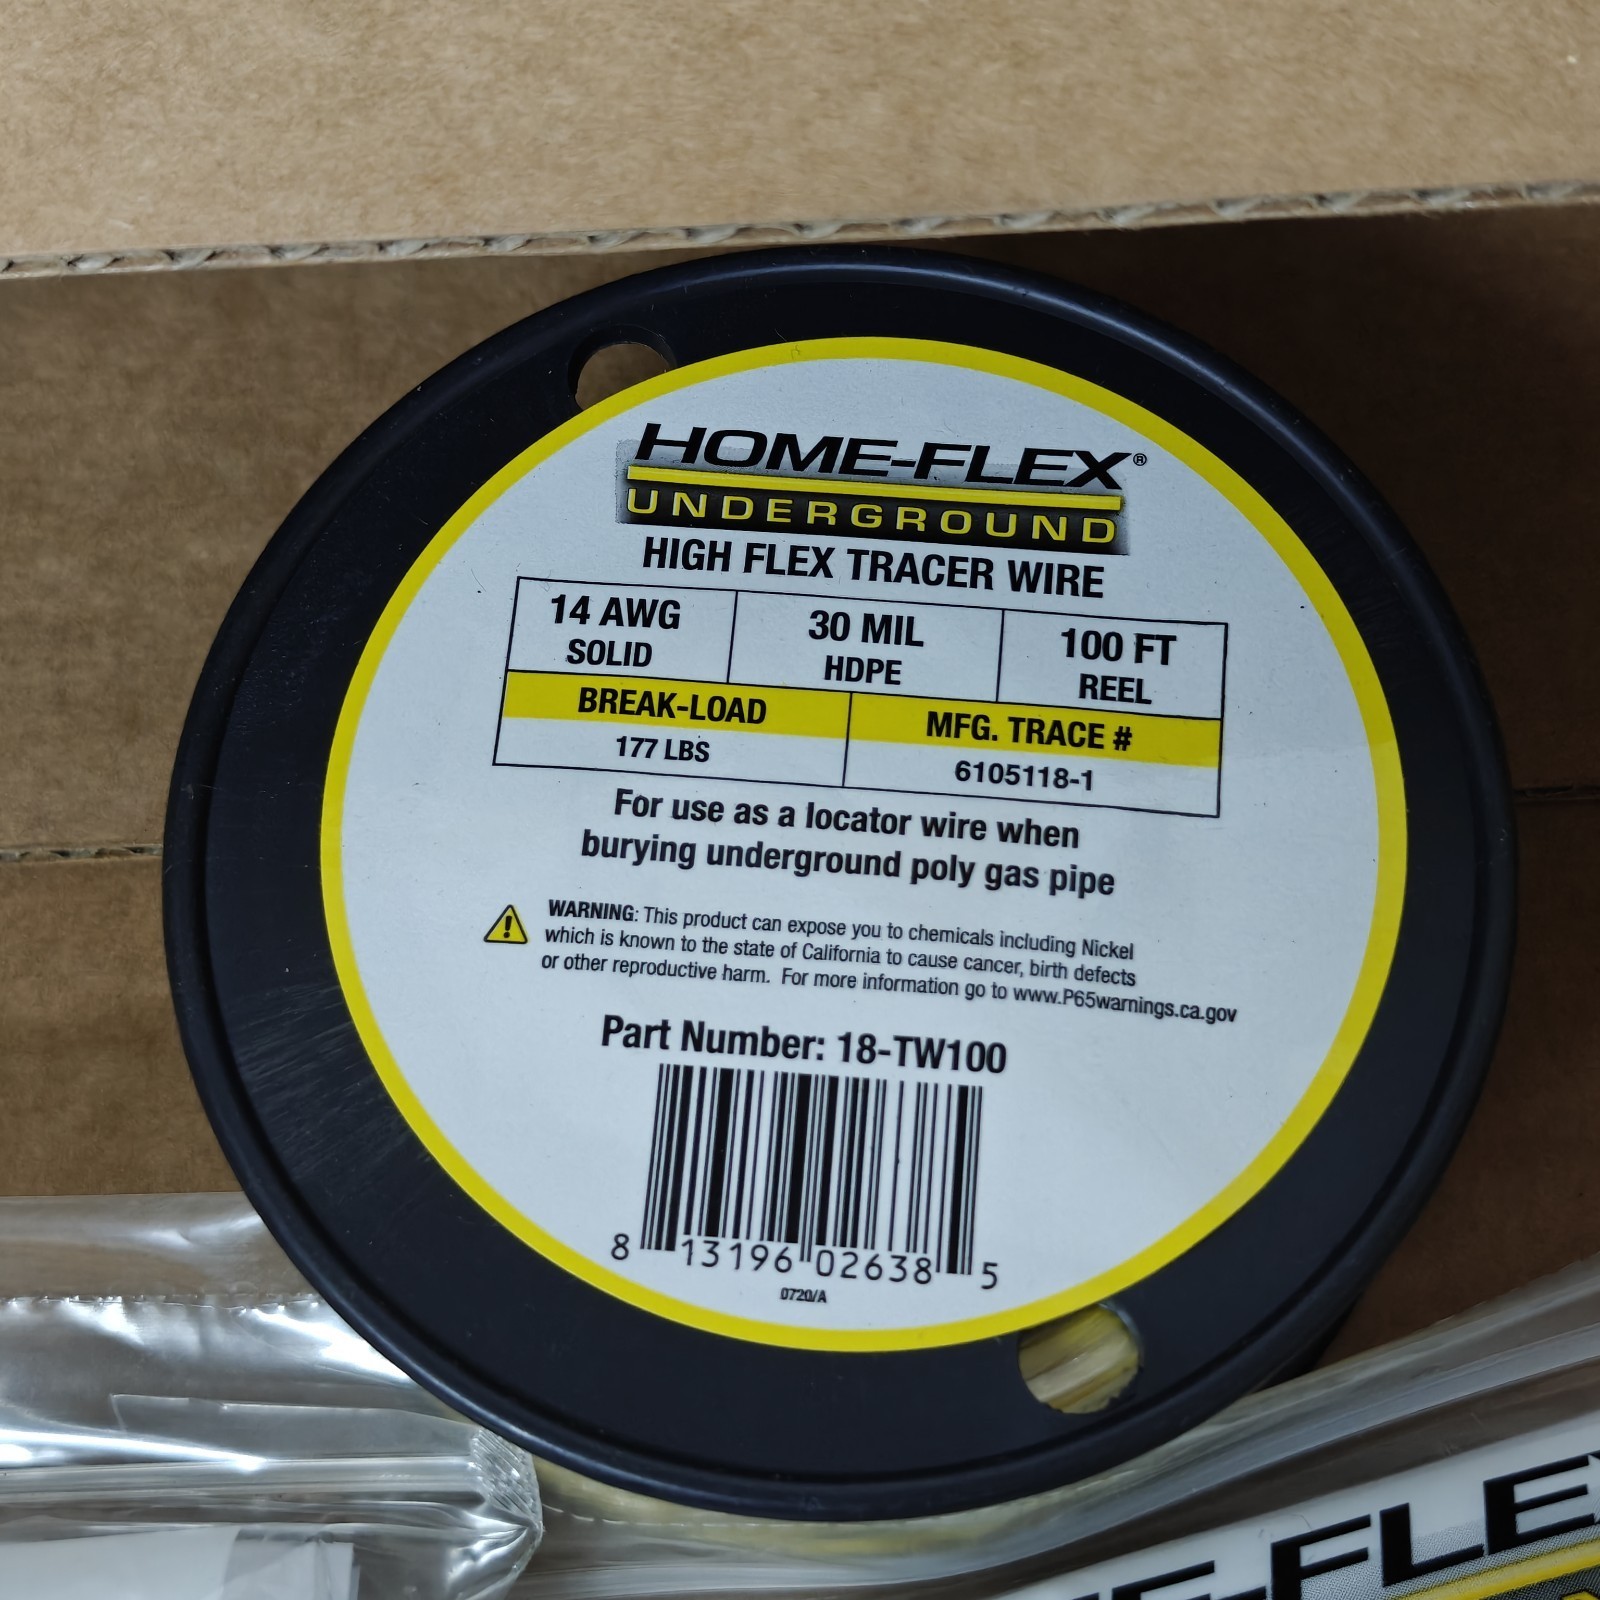 HOME-FLEX®
UNDERGROUND
HIGH FLEX TRACER WIRE
14 AWG
SOLID
30 MIL
HDPE
100 FT
REEL
BREAK-LOAD
177 LBS
MFG. TRACE #
6105118-1
For use as a locator wire when
burying underground poly gas pipe
WARNING: This product can expose you to chemicals including Nickel
which is known to the state of California to cause cancer, birth defects
or other reproductive harm. For more information go to www.P65warnings.ca.gov
Part Number: 18-TW100
8 13196 02638 5
0720/A
E-FLEX